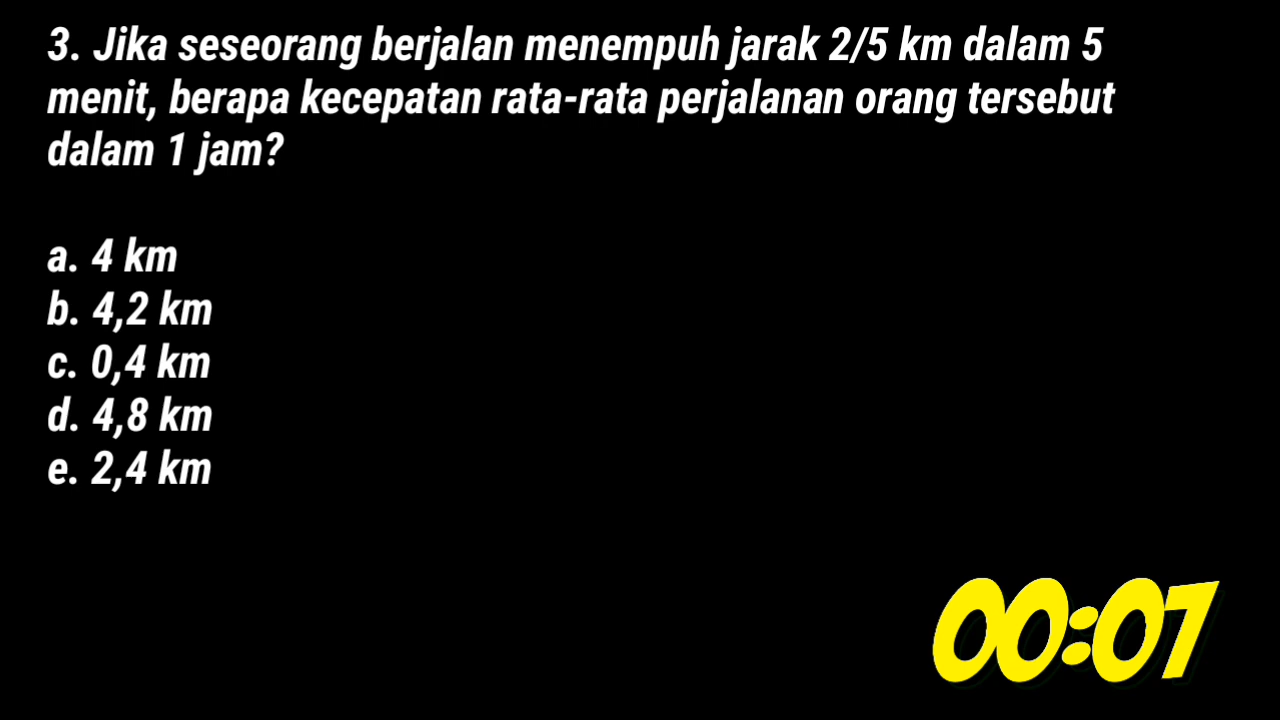 3. Jika seseorang berjalan menempuh jarak 2/5 km dalam 5
menit, berapa kecepatan rata-rata perjalanan orang tersebut
dalam 1 jam?
a. 4 km
b. 4,2 km
c. 0,4 km
d. 4,8 km
e. 2,4 km
00:07